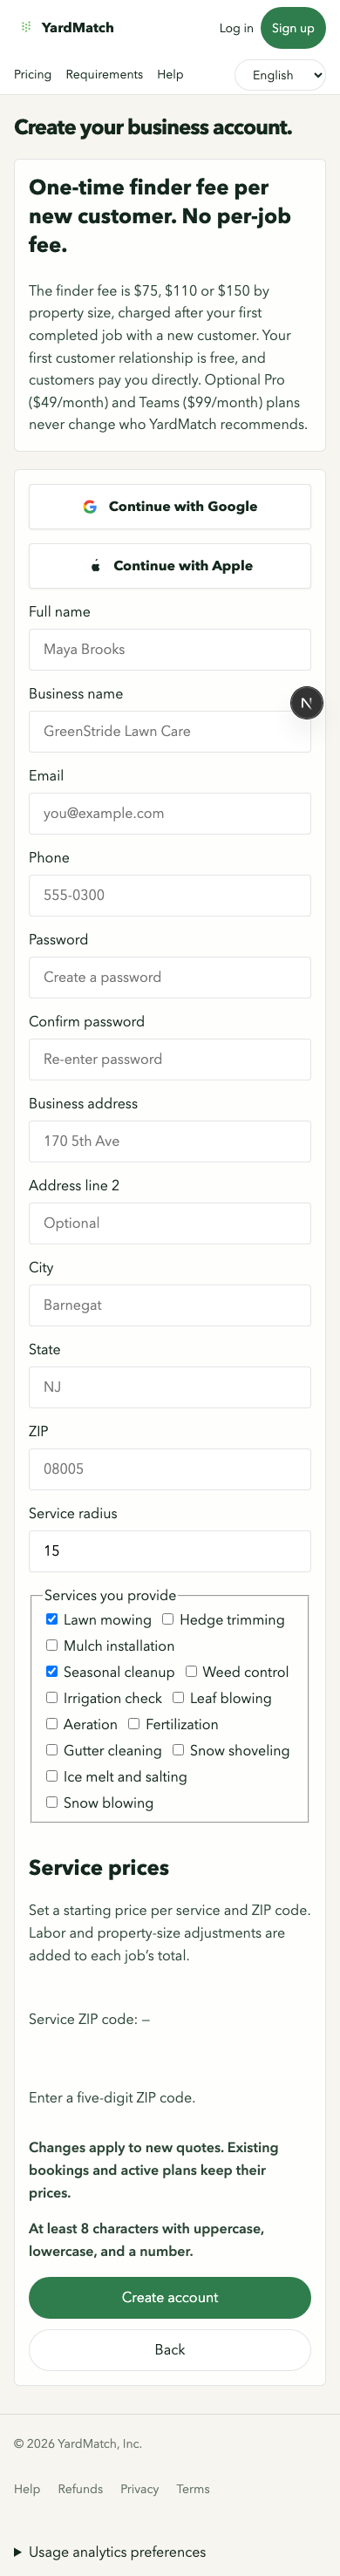 YardMatch
Log in
Sign up
Pricing
Requirements
Help
English
Create your business account.
One-time finder fee per
new customer. No per-job
fee.
The finder fee is $75, $110 or $150 by
property size, charged after your first
completed job with a new customer. Your
first customer relationship is free, and
customers pay you directly. Optional Pro
($49/month) and Teams ($99/month) plans
never change who YardMatch recommends.
Continue with Google
Continue with Apple
Full name
Maya Brooks
Business name
GreenStride Lawn Care
N
Email
you@example.com
Phone
555-0300
Password
Create a password
Confirm password
Re-enter password
Business address
170 5th Ave
Address line 2
Optional
City
Barnegat
State
NJ
ZIP
08005
Service radius
15
Services you provide
Lawn mowing Hedge trimming
Mulch installation
Seasonal cleanup Weed control
Irrigation check Leaf blowing
Aeration Fertilization
Gutter cleaning Snow shoveling
Ice melt and salting
Snow blowing
Service prices
Set a starting price per service and ZIP code.
Labor and property-size adjustments are
added to each job’s total.
Service ZIP code: —
Enter a five-digit ZIP code.
Changes apply to new quotes. Existing
bookings and active plans keep their
prices.
At least 8 characters with uppercase,
lowercase, and a number.
Create account
Back
© 2026 YardMatch, Inc.
Help Refunds Privacy Terms
Usage analytics preferences